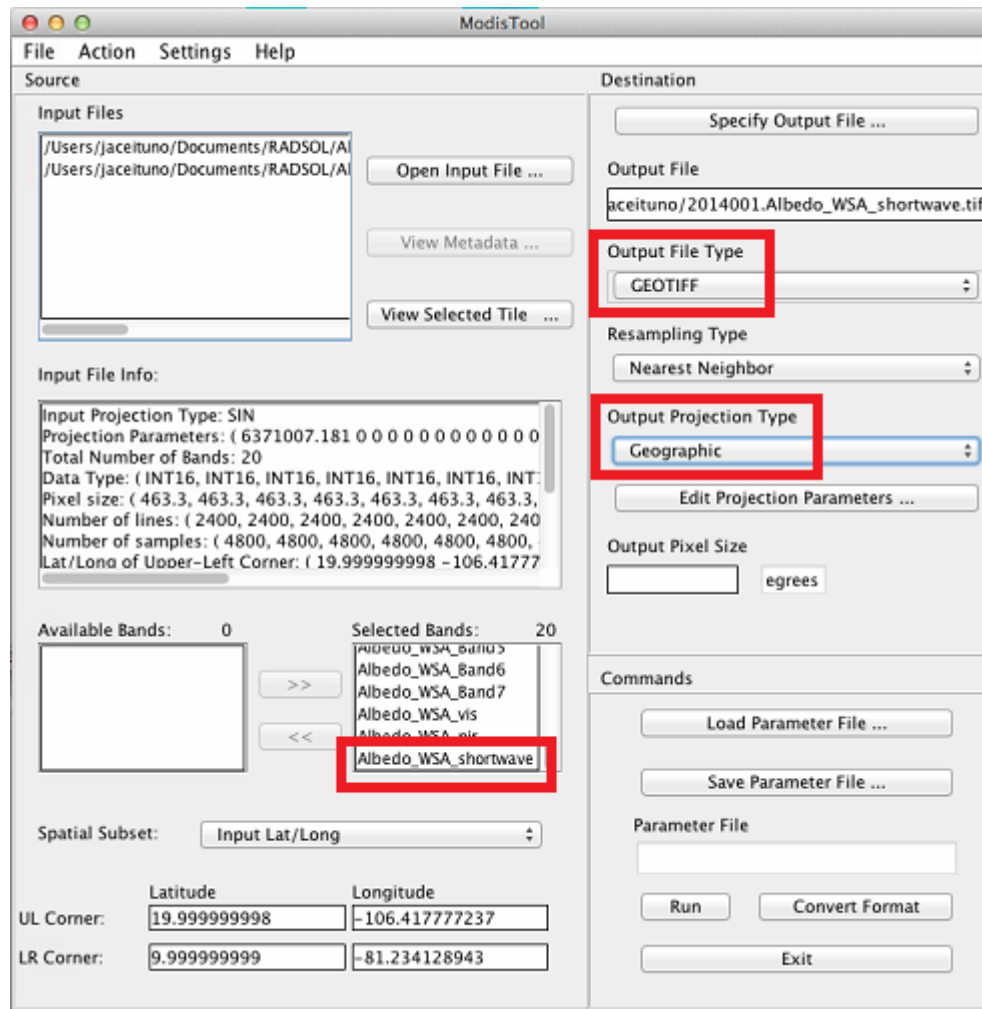 ModisTool
File Action Settings Help
Source
Input Files
/Users/jaceituno/Documents/RADSOL/Al
/Users/jaceituno/Documents/RADSOL/Al
Open Input File ...
View Metadata ...
View Selected Tile ...
Input File Info:
Input Projection Type: SIN
Projection Parameters: ( 6371007.181 0 0 0 0 0 0 0 0 0 0 0 0
Total Number of Bands: 20
Data Type: ( INT16, INT16, INT16, INT16, INT16, INT16, INT
Pixel size: ( 463.3, 463.3, 463.3, 463.3, 463.3, 463.3,
Number of lines: ( 2400, 2400, 2400, 2400, 2400, 2400, 240
Number of samples: ( 4800, 4800, 4800, 4800, 4800, 4800,
Lat/Long of Upper-Left Corner: ( 19.999999998 -106.41777
Available Bands: 0
Selected Bands: 20
Albedo_WSA_Band5
Albedo_WSA_Band6
Albedo_WSA_Band7
Albedo_WSA_vis
Albedo_WSA_nir
Albedo_WSA_shortwave
>>
<<
Spatial Subset: Input Lat/Long
Latitude Longitude
UL Corner: 19.999999998 -106.417777237
LR Corner: 9.999999999 -81.234128943
Destination
Specify Output File ...
Output File
aceituno/2014001.Albedo_WSA_shortwave.tif
Output File Type
GEOTIFF
Resampling Type
Nearest Neighbor
Output Projection Type
Geographic
Edit Projection Parameters ...
Output Pixel Size
egrees
Commands
Load Parameter File ...
Save Parameter File ...
Parameter File
Run Convert Format
Exit